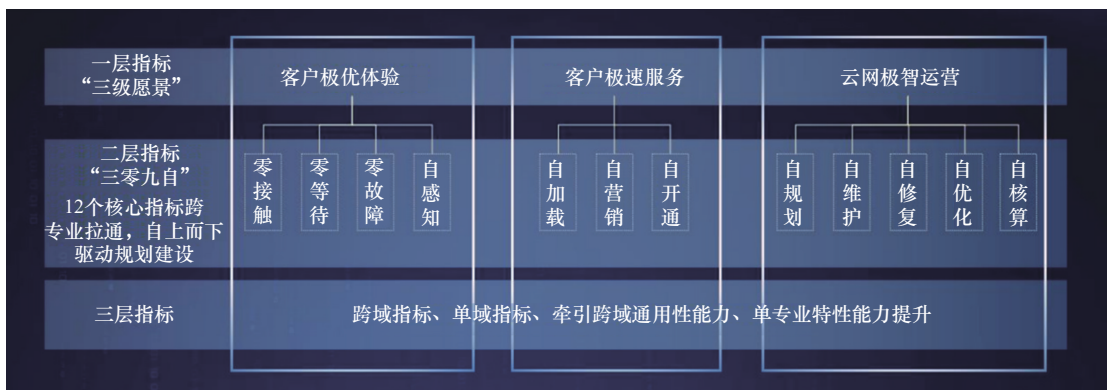 一层指标
“三级愿景”
客户极优体验
客户极速服务
云网极智运营
二层指标
“三零九自”
12个核心指标跨
专业拉通，自上而下
驱动规划建设
零接触
零等待
零故障
自感知
自加载
自营销
自开通
自规划
自维护
自修复
自优化
自核算
三层指标
跨域指标、单域指标、牵引跨域通用性能力、单专业特性能力提升